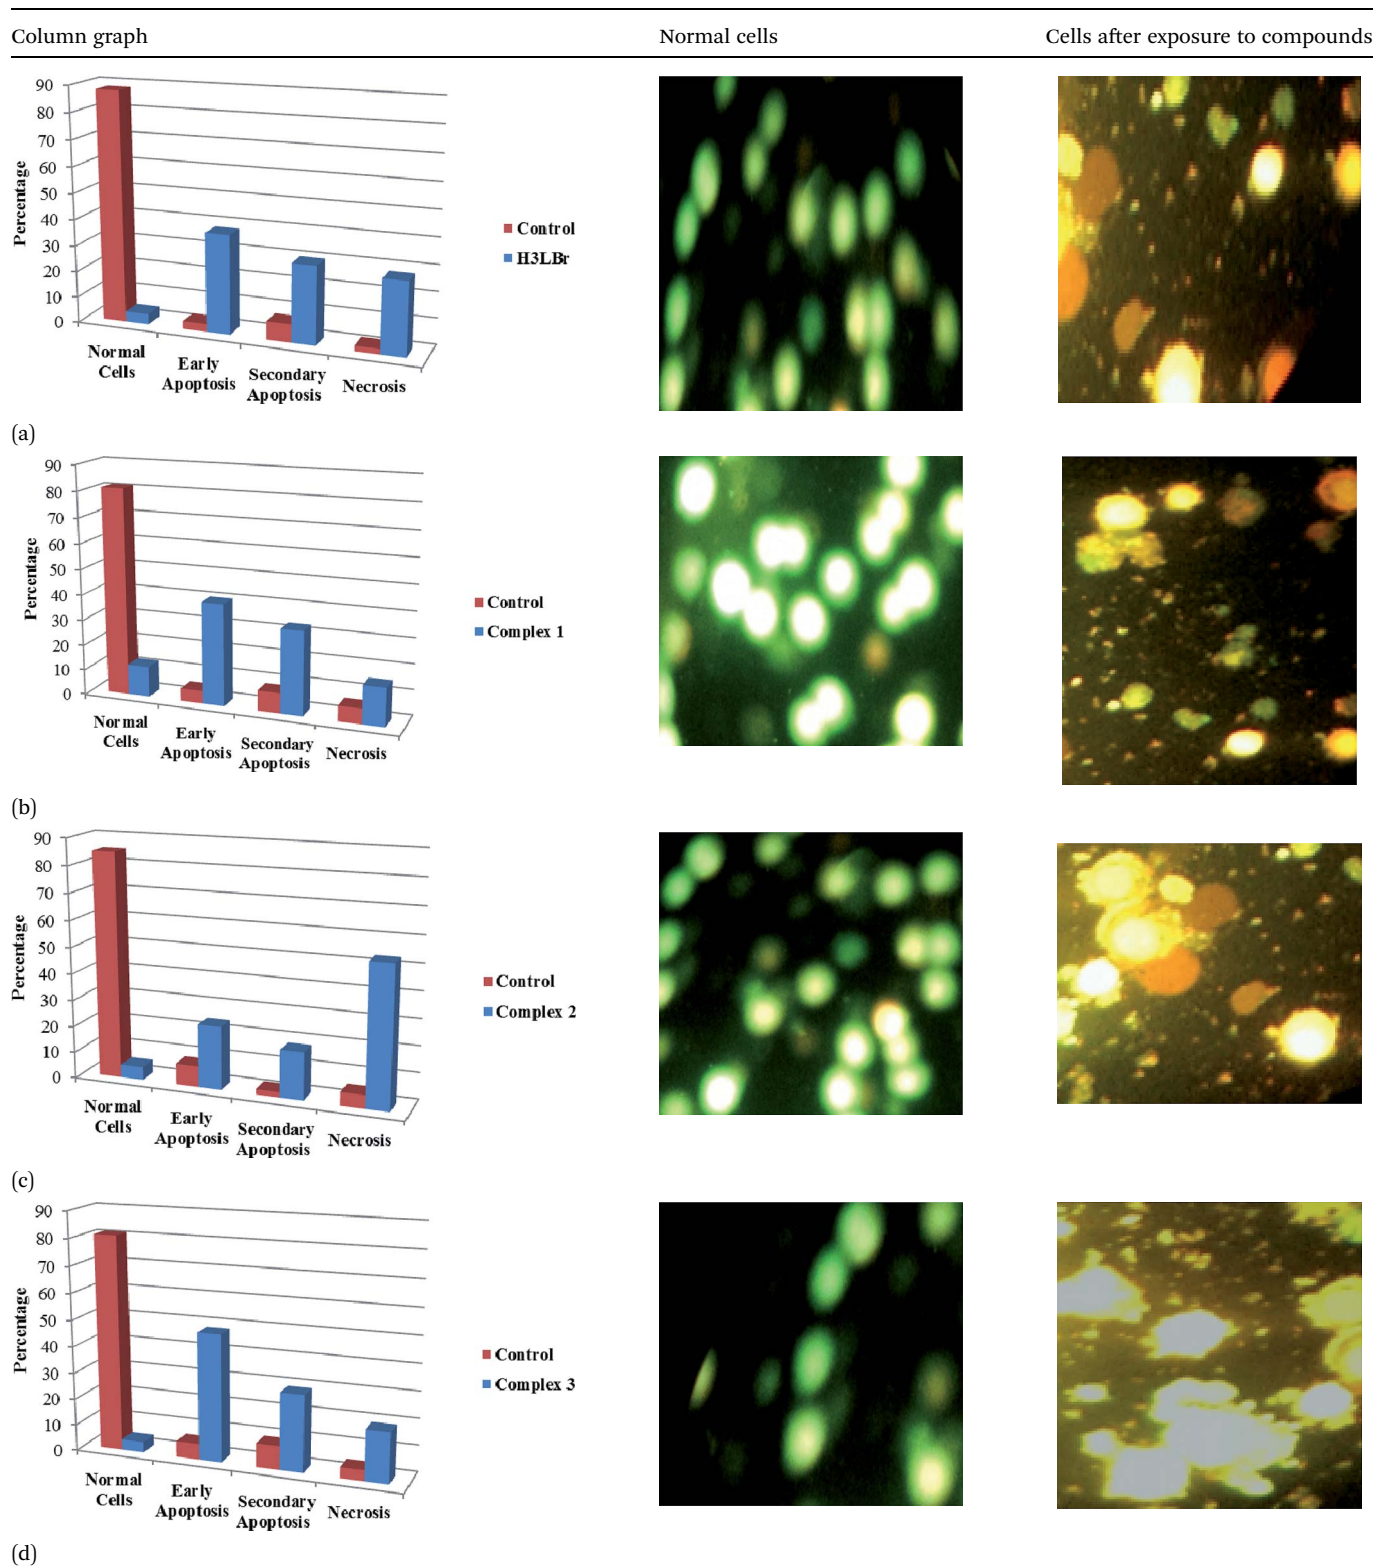 Column graph Normal cells Cells after exposure to compounds
90
80
70
60
50
40
30
20
10
0
Percentage
Normal Cells
Early Apoptosis
Secondary Apoptosis
Necrosis
Control
H3LBr
(a)
90
80
70
60
50
40
30
20
10
0
Percentage
Normal Cells
Early Apoptosis
Secondary Apoptosis
Necrosis
Control
Complex 1
(b)
90
80
70
60
50
40
30
20
10
0
Percentage
Normal Cells
Early Apoptosis
Secondary Apoptosis
Necrosis
Control
Complex 2
(c)
90
80
70
60
50
40
30
20
10
0
Percentage
Normal Cells
Early Apoptosis
Secondary Apoptosis
Necrosis
Control
Complex 3
(d)